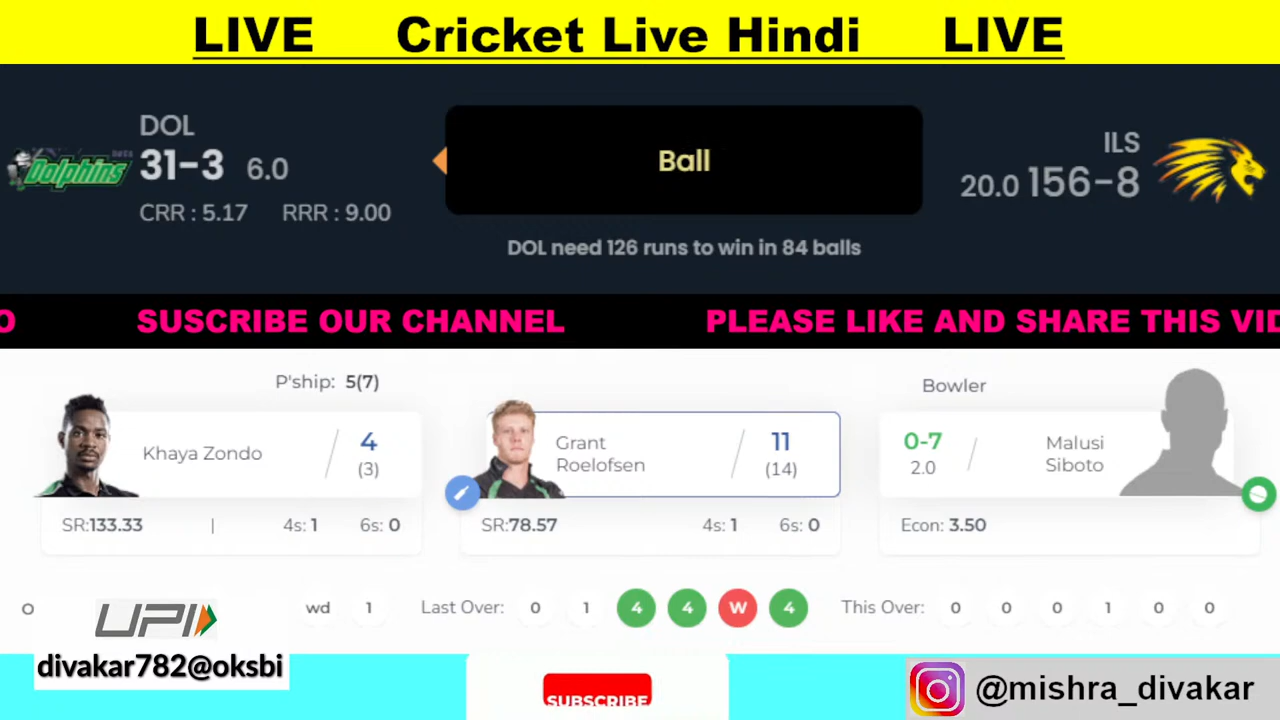 LIVE Cricket Live Hindi LIVE
DOL
31-3 6.0
CRR : 5.17 RRR : 9.00
Dolphins
Ball
DOL need 126 runs to win in 84 balls
ILS
20.0 156-8
O SUSCRIBE OUR CHANNEL PLEASE LIKE AND SHARE THIS VID
P'ship: 5(7)
Khaya Zondo
4
(3)
SR:133.33 | 4s: 1 6s: 0
Grant
Roelofsen
11
(14)
SR:78.57 4s: 1 6s: 0
Bowler
0-7
2.0
Malusi
Siboto
Econ: 3.50
O wd 1 Last Over: 0 1 4 4 W 4 This Over: 0 0 0 1 0 0
UPI
divakar782@oksbi
SUBSCRIBE
@mishra_divakar